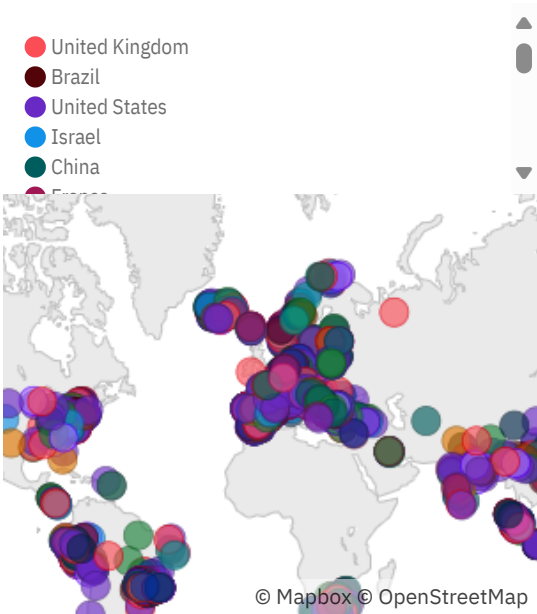 United Kingdom
Brazil
United States
Israel
China
© Mapbox © OpenStreetMap